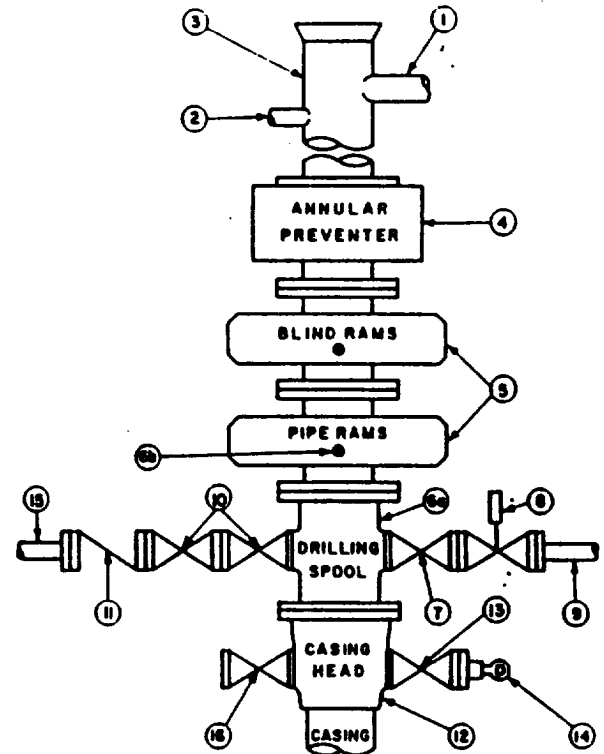 3
1
2
ANNULAR
PREVENTER
4
BLIND RAMS
5
PIPE RAMS
6b
6a
15
10
8
DRILLING
SPOOL
11
7
13
9
CASING
HEAD
16
12
14
CASING